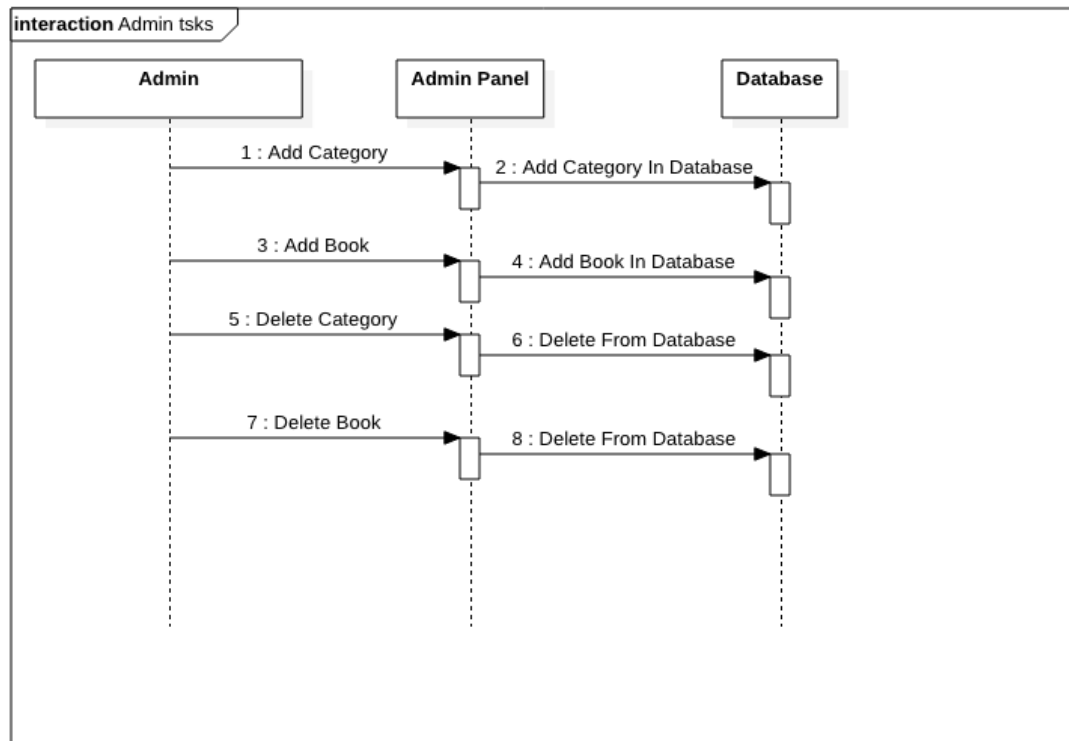 interaction Admin tsks
Admin
Admin Panel
Database
1 : Add Category
2 : Add Category In Database
3 : Add Book
4 : Add Book In Database
5 : Delete Category
6 : Delete From Database
7 : Delete Book
8 : Delete From Database